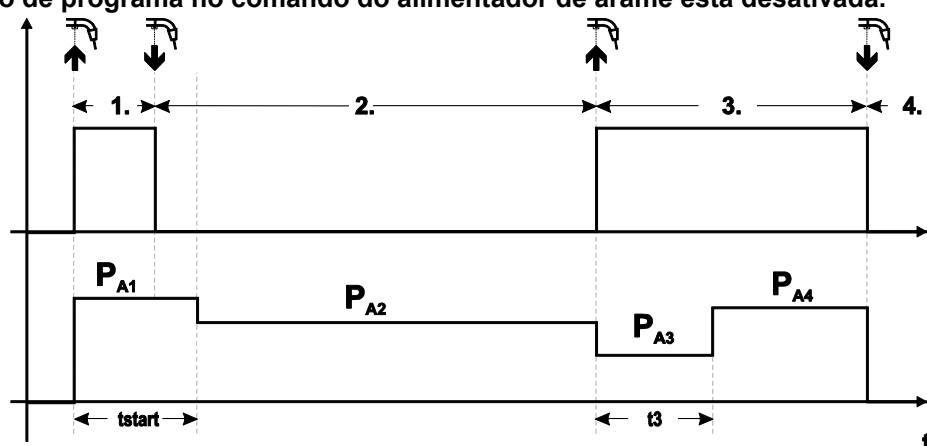 o de programa no comando do alimentador de arame está desativada.
1. 2. 3. 4.
PA1
PA2
PA3
PA4
tstart t3
t